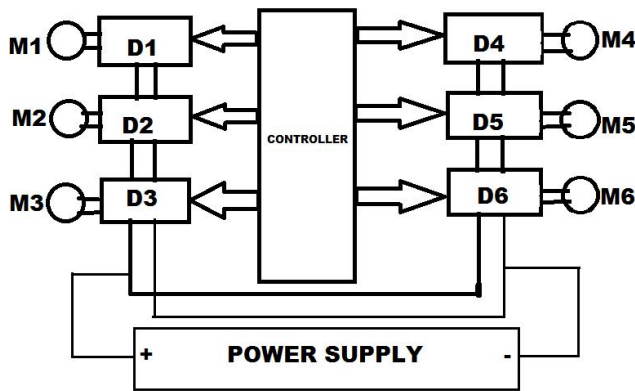 M1 D1 D4 M4
M2 D2 D5 M5
CONTROLLER
M3 D3 D6 M6
+ POWER SUPPLY -